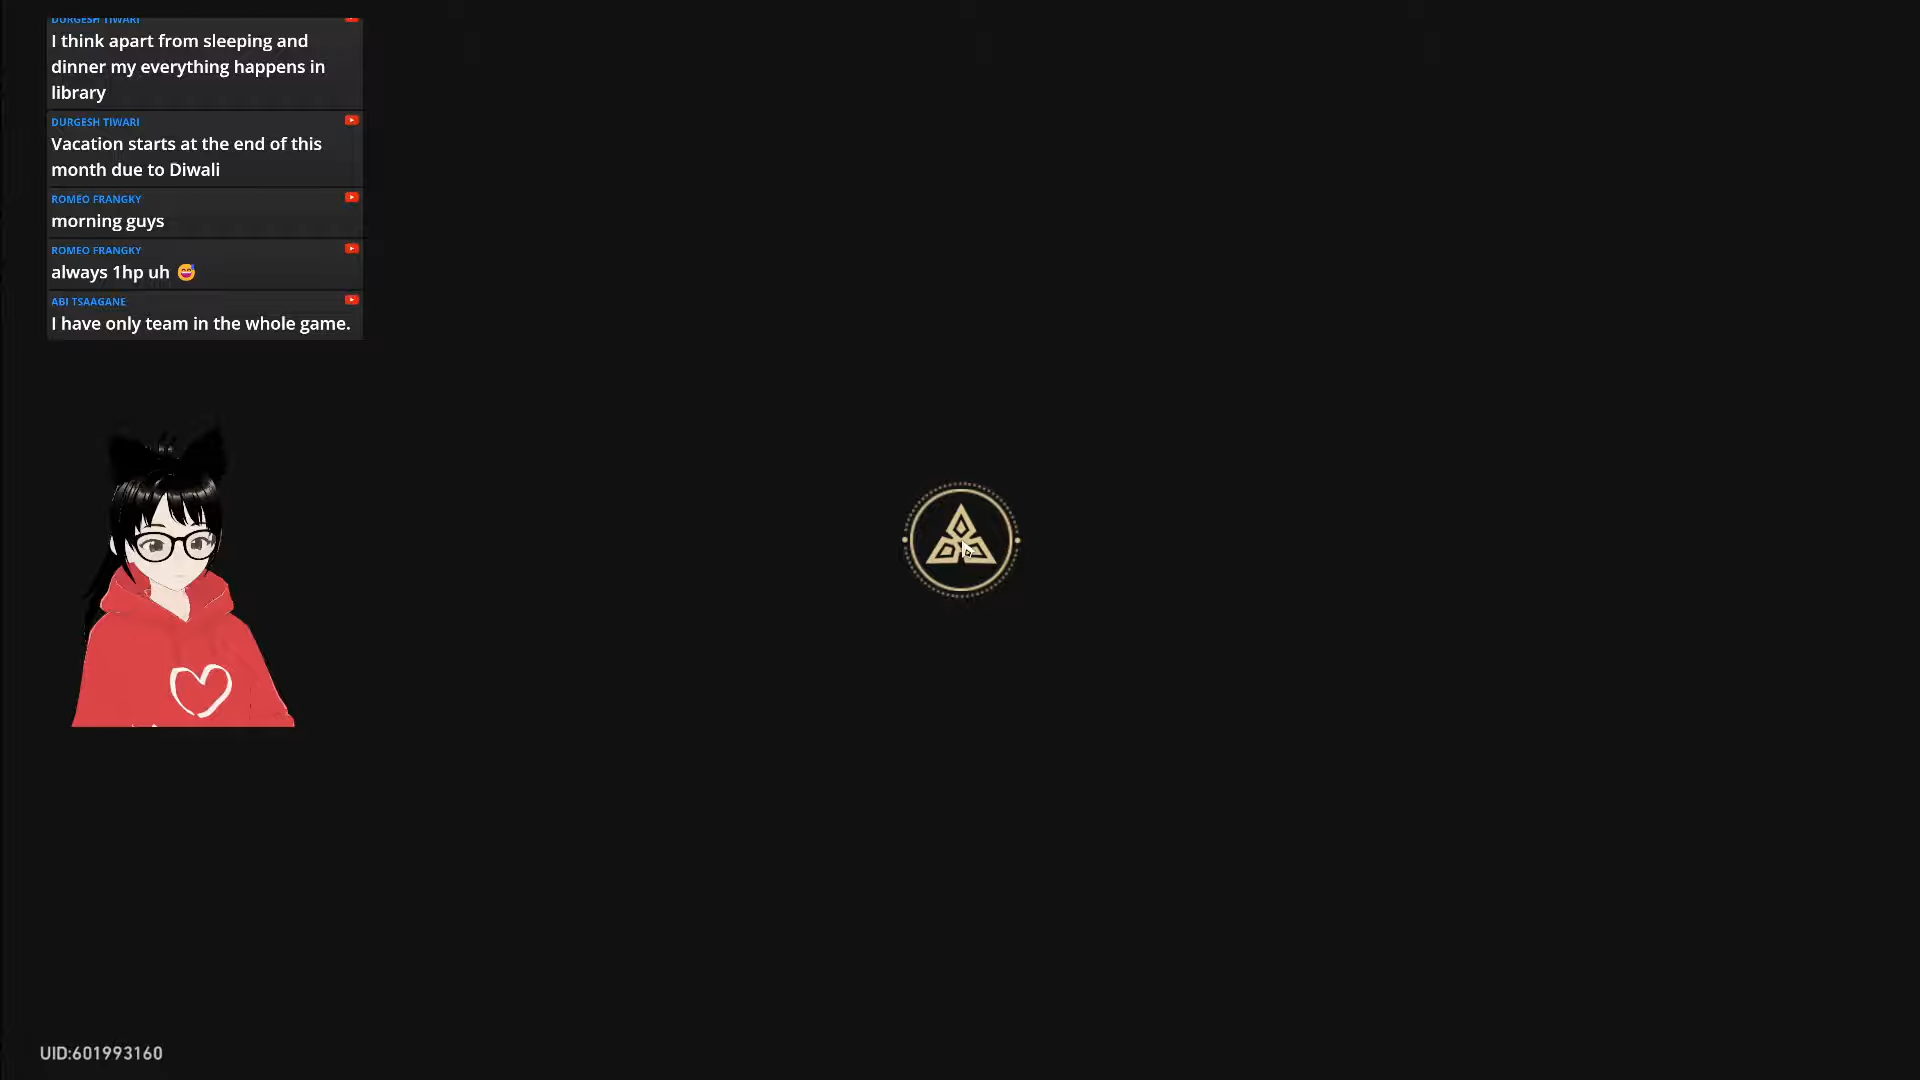 DURGESH TIWARI
I think apart from sleeping and
dinner my everything happens in
library
DURGESH TIWARI
Vacation starts at the end of this
month due to Diwali
ROMEO FRANGKY
morning guys
ROMEO FRANGKY
always 1hp uh 😅
ABI TSAAGANE
I have only team in the whole game.
UID:601993160